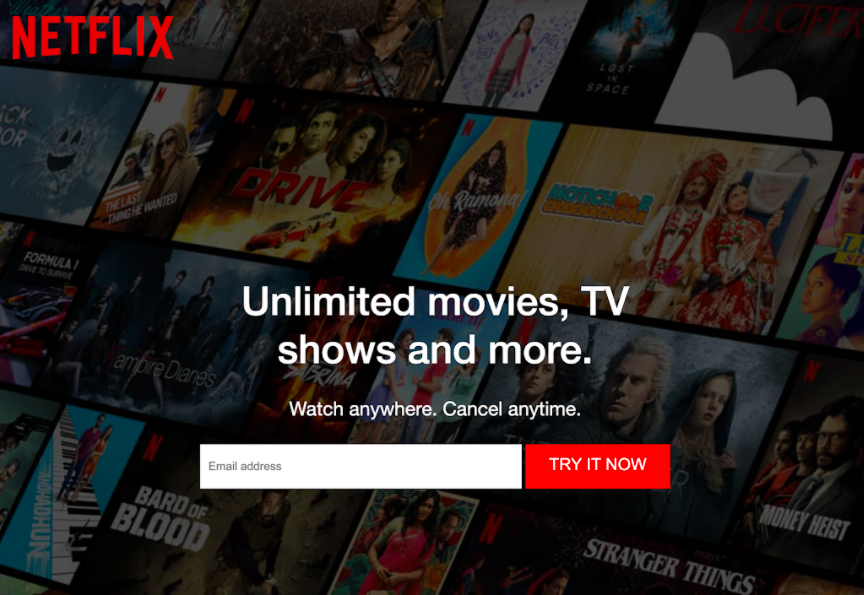 NETFLIX
LUCIFER
LOST
IN
SPACE
THE LAST
THING HE WANTED
DRIVE
Oh, Ramona!
MOTICHOOR
CHAKNACHOOR
FORMULA 1
DRIVE TO SURVIVE
Unlimited movies, TV
shows and more.
Vampire Diaries
SABRINA
Watch anywhere. Cancel anytime.
Email address
TRY IT NOW
BARD OF
BLOOD
MONEY HEIST
STRANGER THINGS